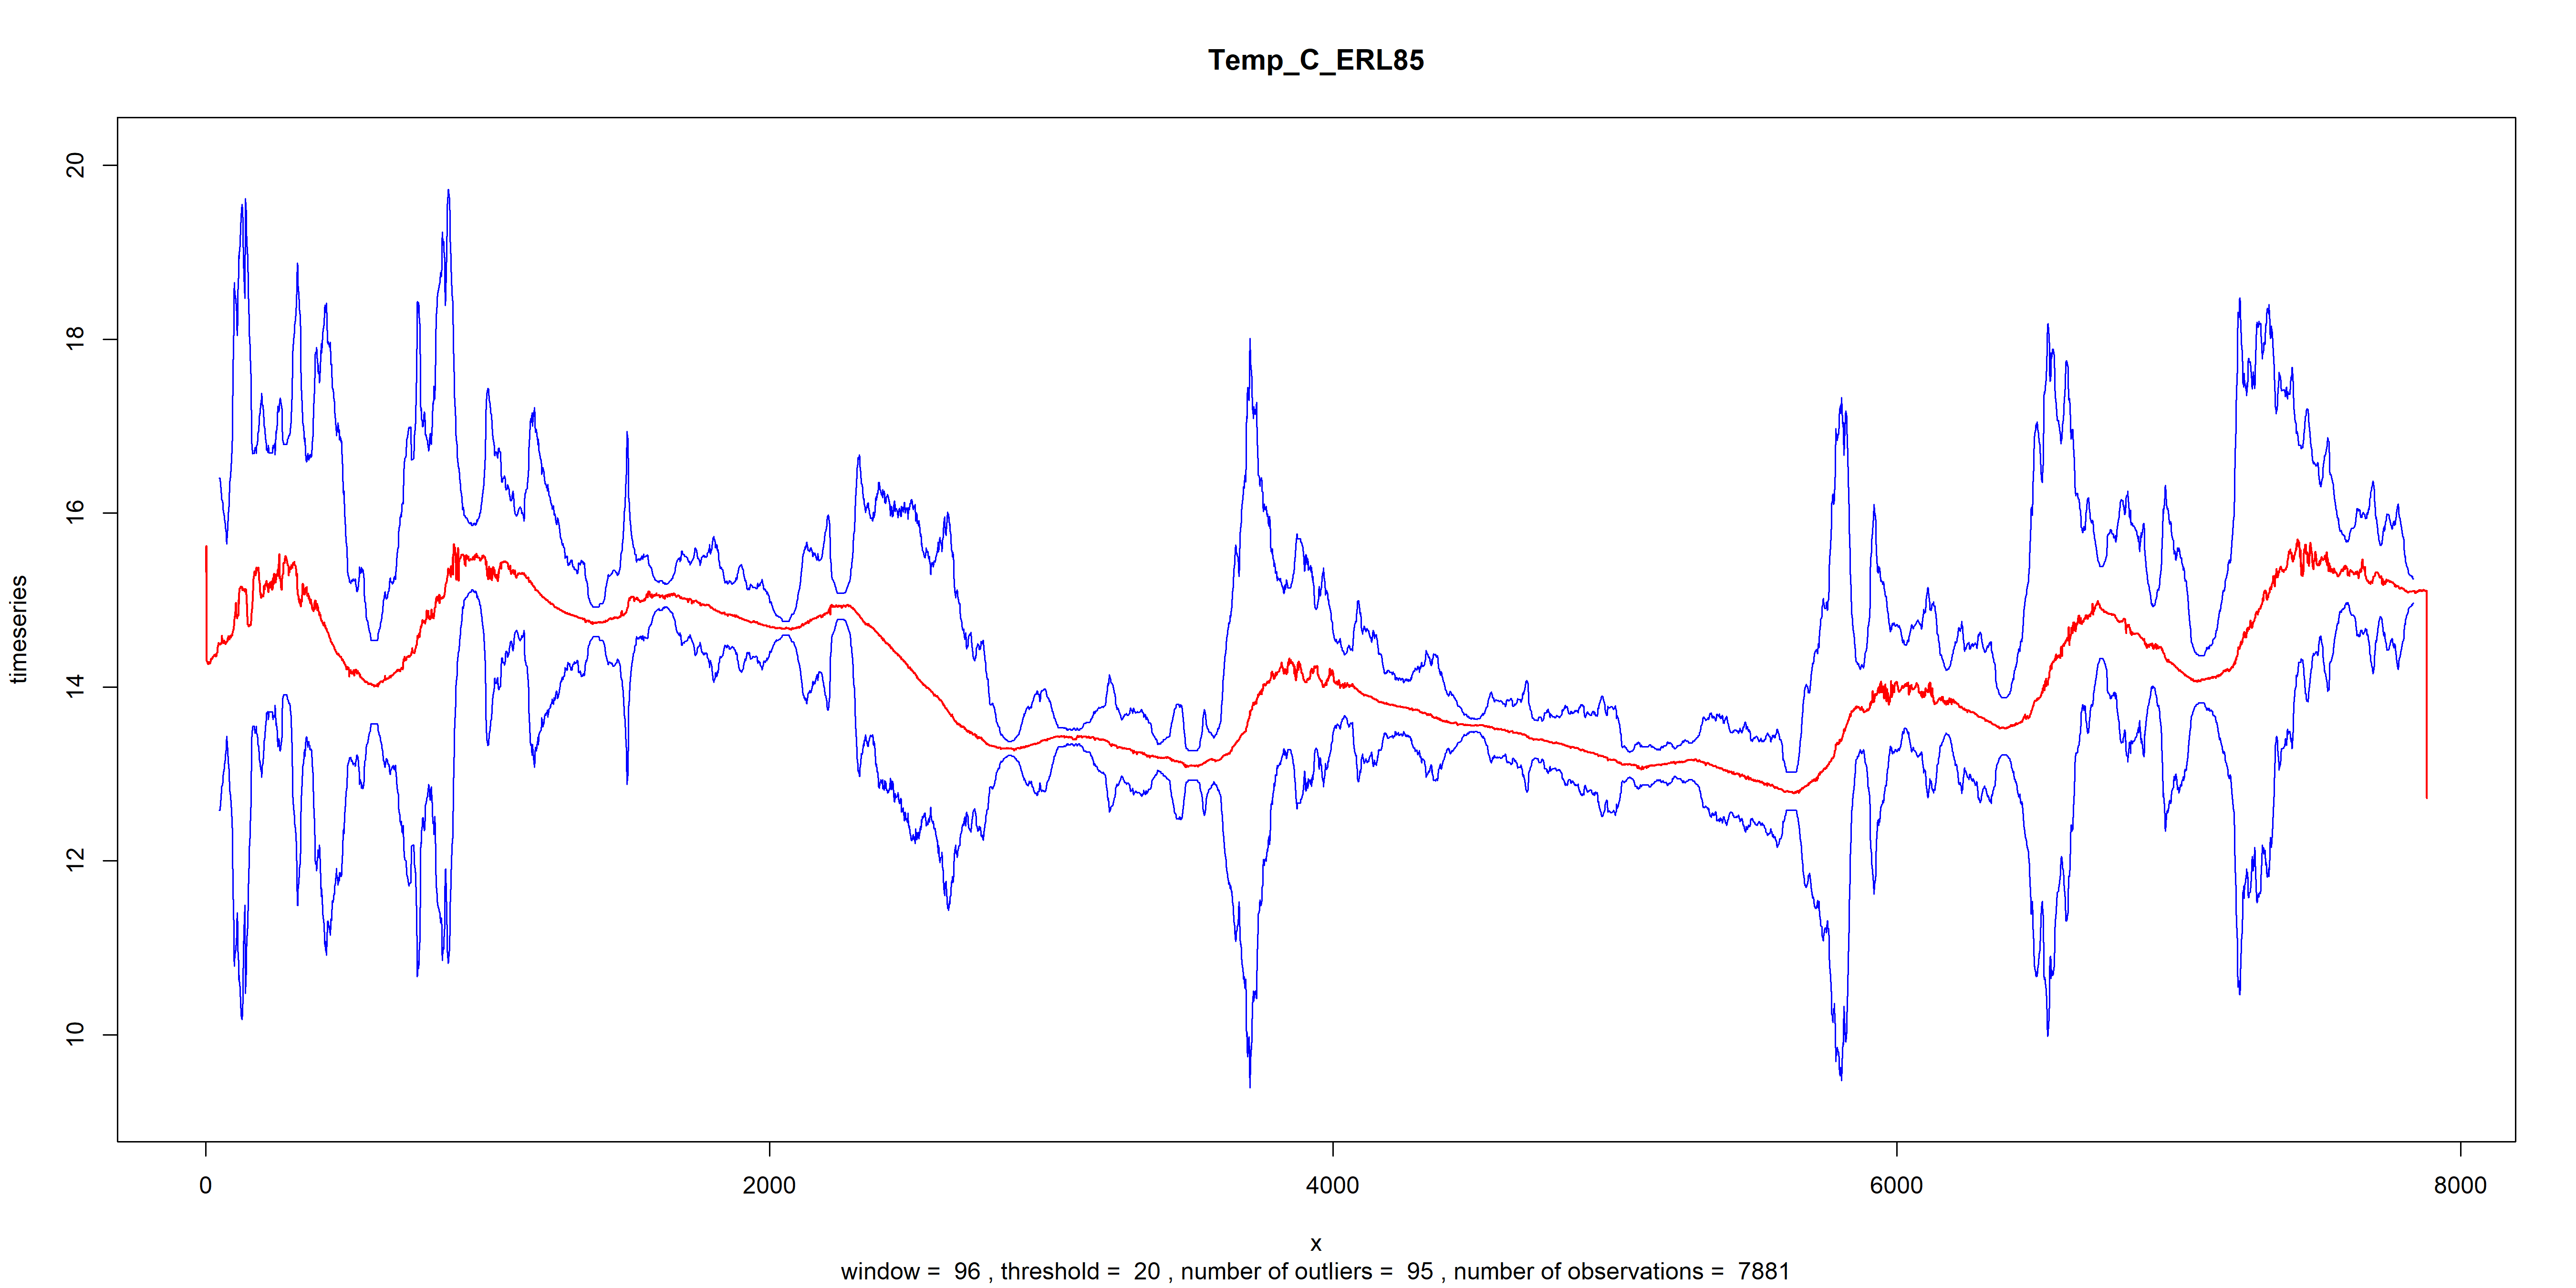 Temp_C_ERL85
timeseries
20
18
16
14
12
10
0 2000 4000 6000 8000
x
window = 96 , threshold = 20 , number of outliers = 95 , number of observations = 7881